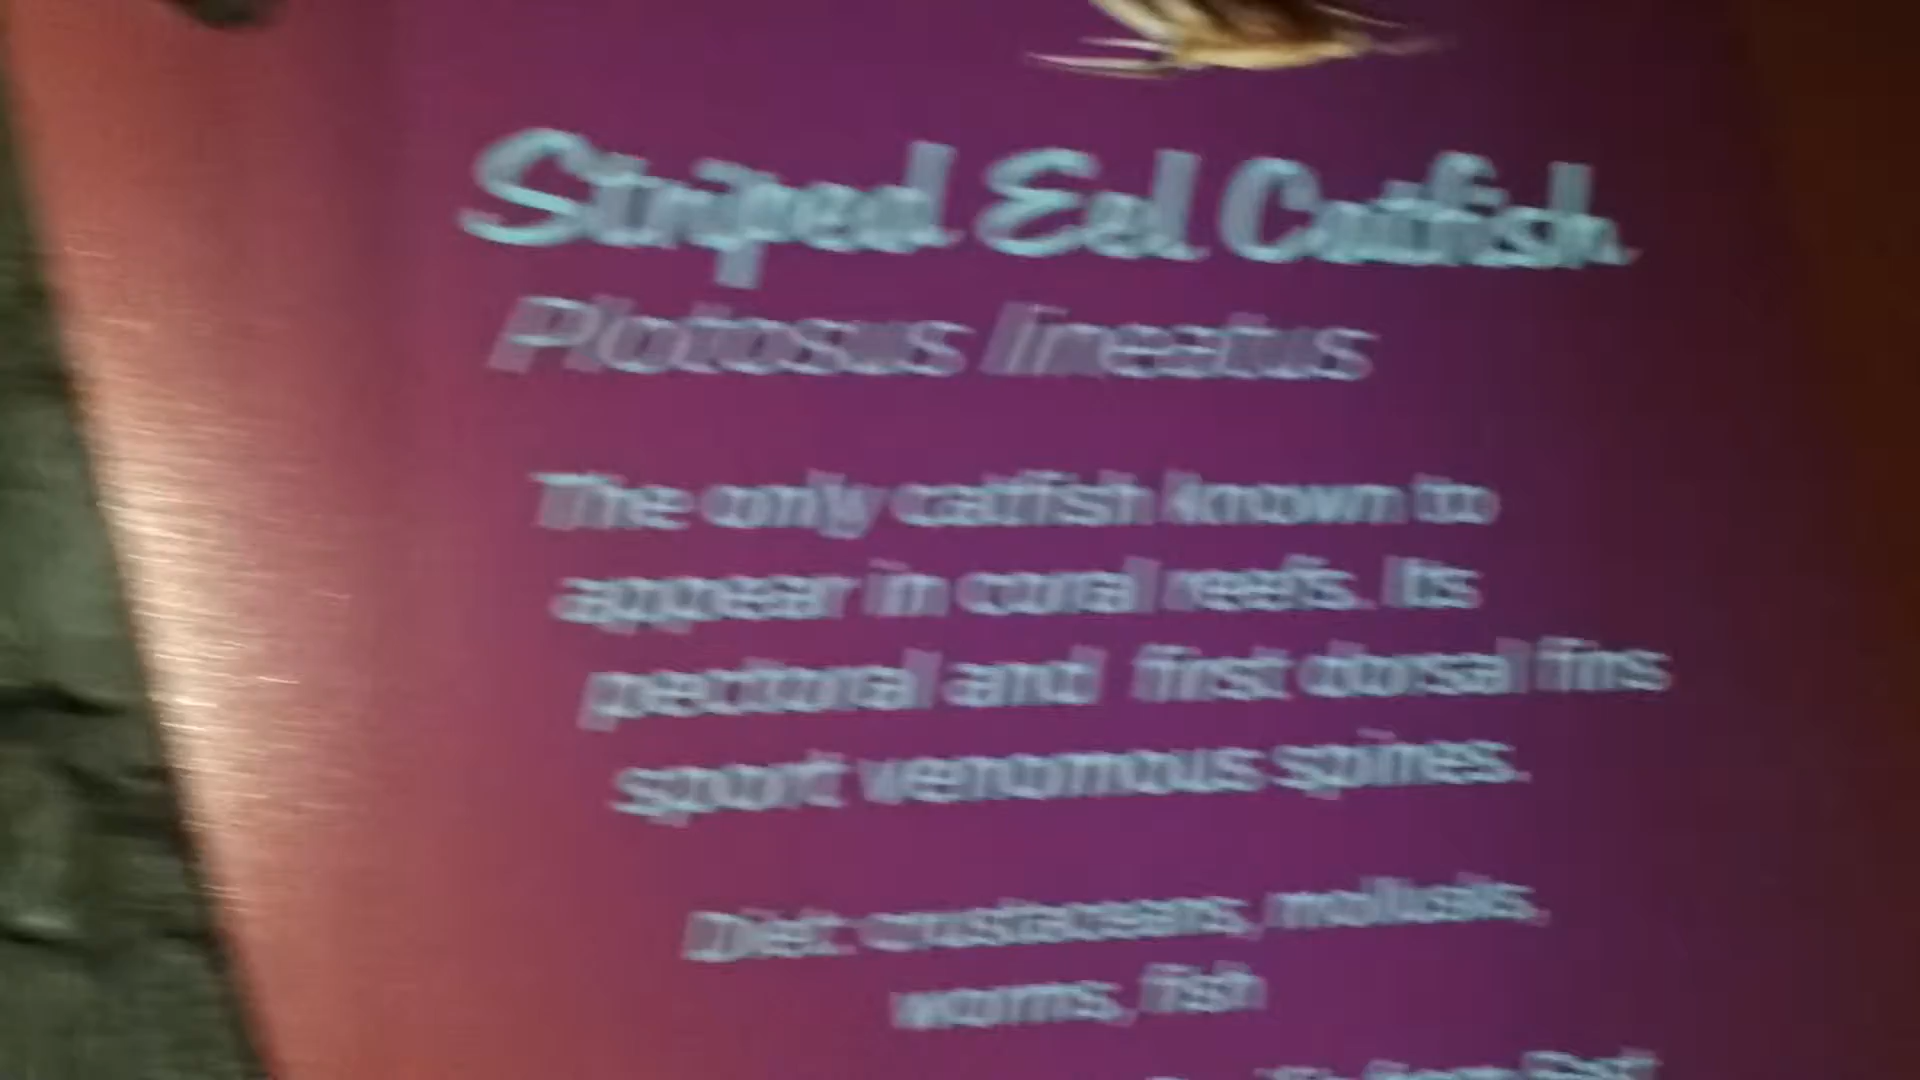 Striped Eel Catfish
Plotosus lineatus
The only catfish known to
appear in coral reefs. Its
pectoral and first dorsal fins
sport venomous spines.
Diet: crustaceans, mollusks,
worms, fish